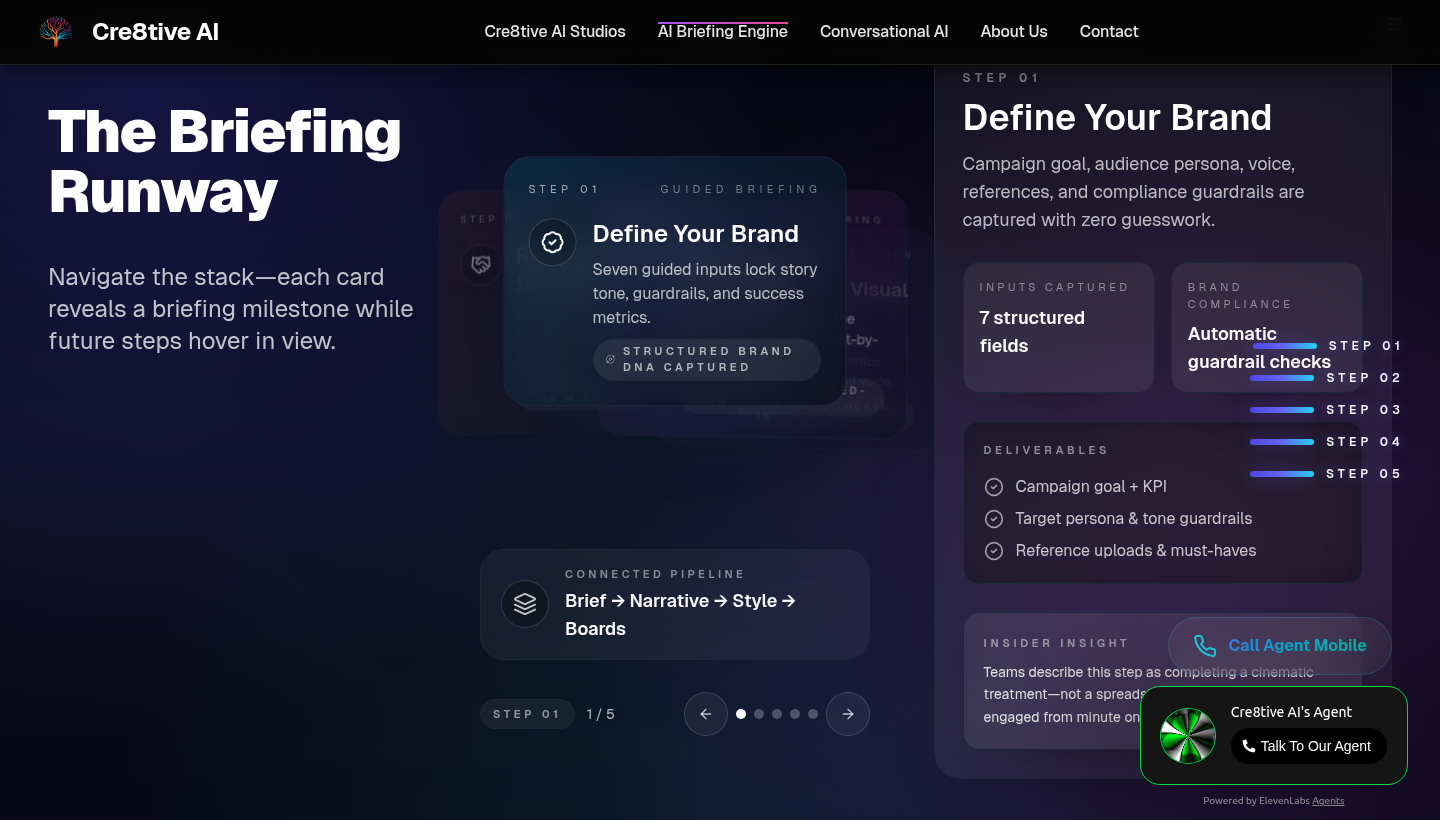 Cre8tive AI
Cre8tive AI Studios
AI Briefing Engine
Conversational AI
About Us
Contact
The Briefing
Runway
Navigate the stack—each card
reveals a briefing milestone while
future steps hover in view.
STEP 01
GUIDED BRIEFING
Define Your Brand
Seven guided inputs lock story
tone, guardrails, and success
metrics.
STRUCTURED BRAND
DNA CAPTURED
Visual
CONNECTED PIPELINE
Brief → Narrative → Style →
Boards
STEP 01
1 / 5
STEP 01
Define Your Brand
Campaign goal, audience persona, voice,
references, and compliance guardrails are
captured with zero guesswork.
INPUTS CAPTURED
7 structured
fields
BRAND
COMPLIANCE
Automatic
guardrail checks
STEP 01
STEP 02
STEP 03
STEP 04
STEP 05
DELIVERABLES
Campaign goal + KPI
Target persona & tone guardrails
Reference uploads & must-haves
INSIDER INSIGHT
Teams describe this step as completing a cinematic
treatment—not a
engaged from minute
Call Agent Mobile
Cre8tive AI's Agent
Talk To Our Agent
Powered by ElevenLabs Agents